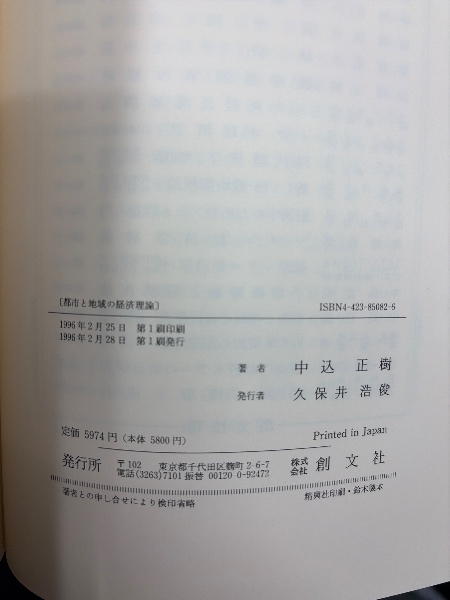 〔都市と地域の経済理論〕 ISBN4-423-85082-6
1996年2月25日 第1刷印刷
1996年2月28日 第1刷発行
著者 中込正樹
発行者 久保井浩俊
定価 5974円(本体 5800円) Printed in Japan
発行所 〒102 東京都千代田区麴町2-6-7 株式会社 創文社
電話(3263)7101 振替 00120-0-92472
著者との申し合せにより検印省略 精興社印刷・鈴木製本